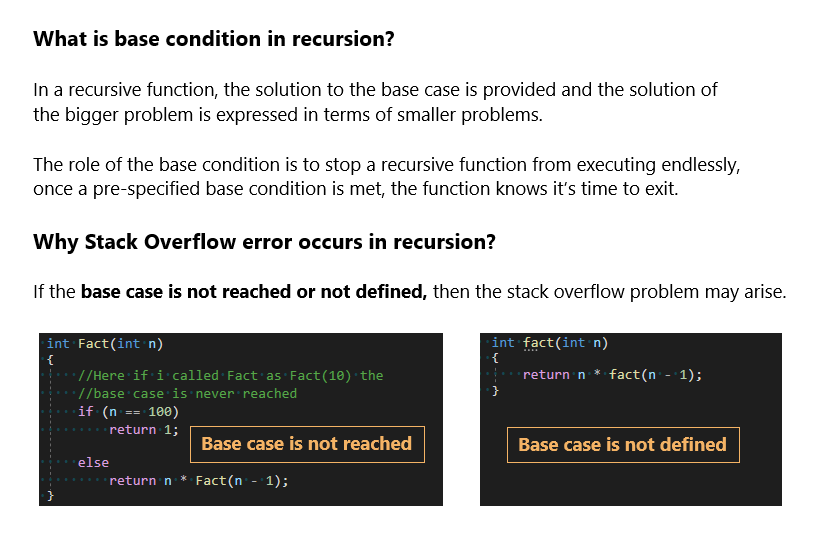 What is base condition in recursion?
In a recursive function, the solution to the base case is provided and the solution of
the bigger problem is expressed in terms of smaller problems.
The role of the base condition is to stop a recursive function from executing endlessly,
once a pre-specified base condition is met, the function knows it's time to exit.
Why Stack Overflow error occurs in recursion?
If the base case is not reached or not defined, then the stack overflow problem may arise.
int Fact(int n)
{
//Here if i called Fact as Fact(10) the
//base case is never reached
if (n == 100)
return 1;
Base case is not reached
else
return n * Fact(n - 1);
}
int fact(int n)
{
return n * fact(n - 1);
}
Base case is not defined